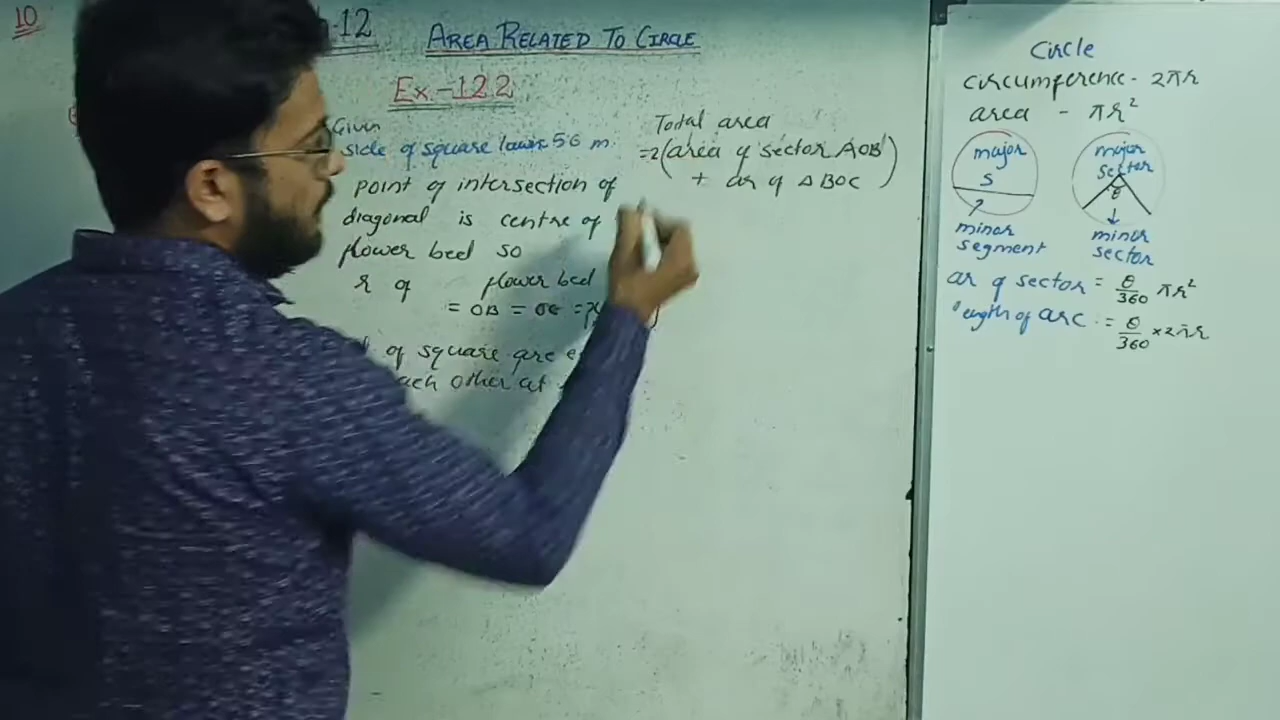 10
-12
AREA RELATED TO CIRCLE
Ex.-12.2
Given
side of square lawn 56 m.
point of intersection of
diagonal is centre of
flower bed so
r of flower bed
= OB = OC =
of square are
each other at
Total area
=2(area of sector AOB
+ ar of △BOC )
Circle
circumference - 2πr
area - πr²
major
S
minor
segment
major
sector
θ
minor
sector
ar of sector = θ/360 πr²
length of arc. = θ/360 ×2πr